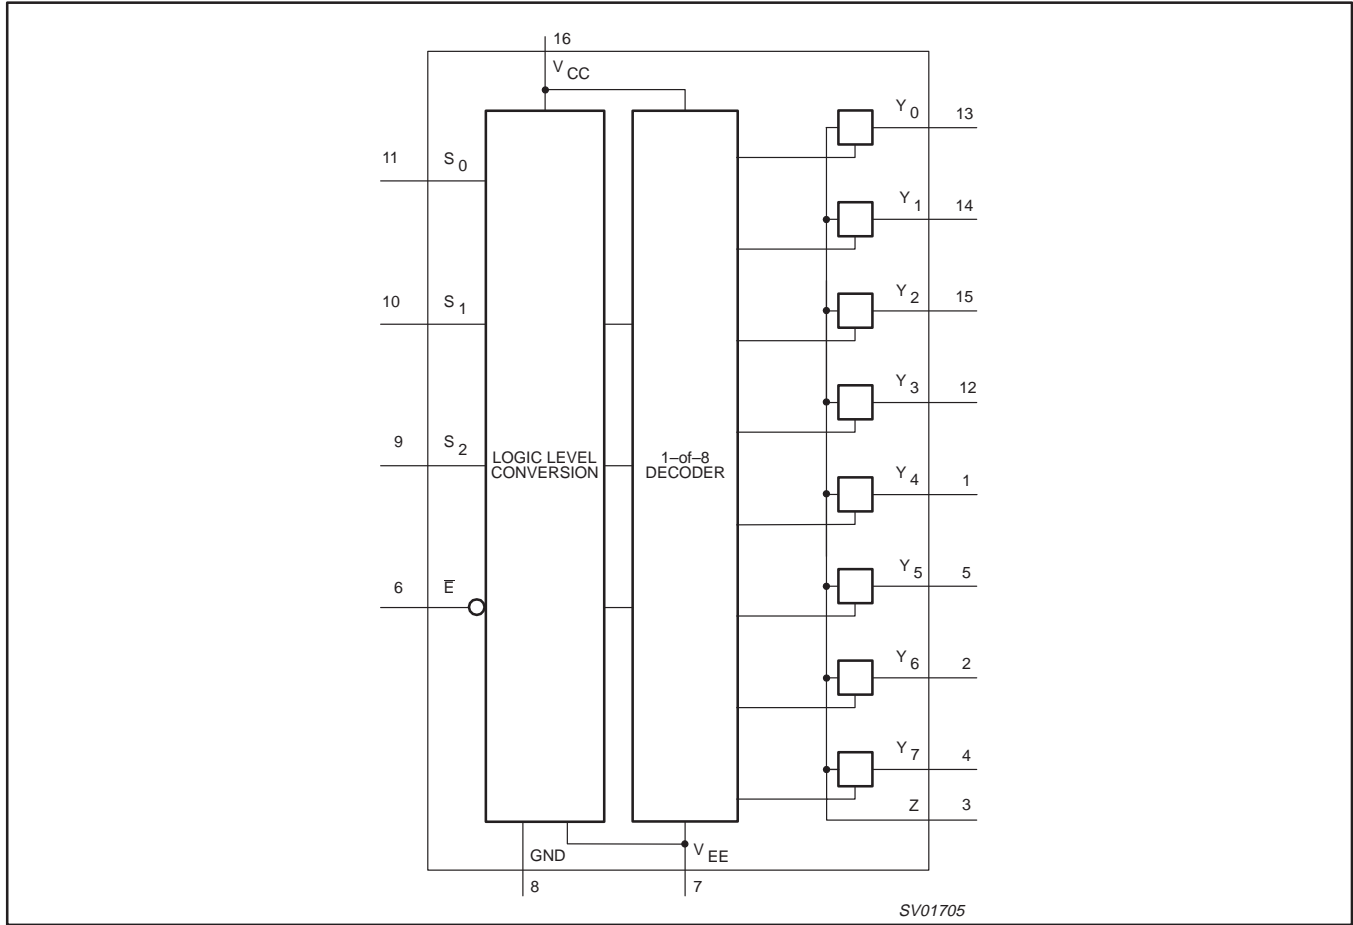 16
V CC
Y 0 13
11 S 0
Y 1 14
10 S 1
Y 2 15
Y 3 12
9 S 2
LOGIC LEVEL
CONVERSION
1–of–8
DECODER
Y 4 1
6 E̅
Y 5 5
Y 6 2
Y 7 4
Z 3
GND
V EE
8
7
SV01705